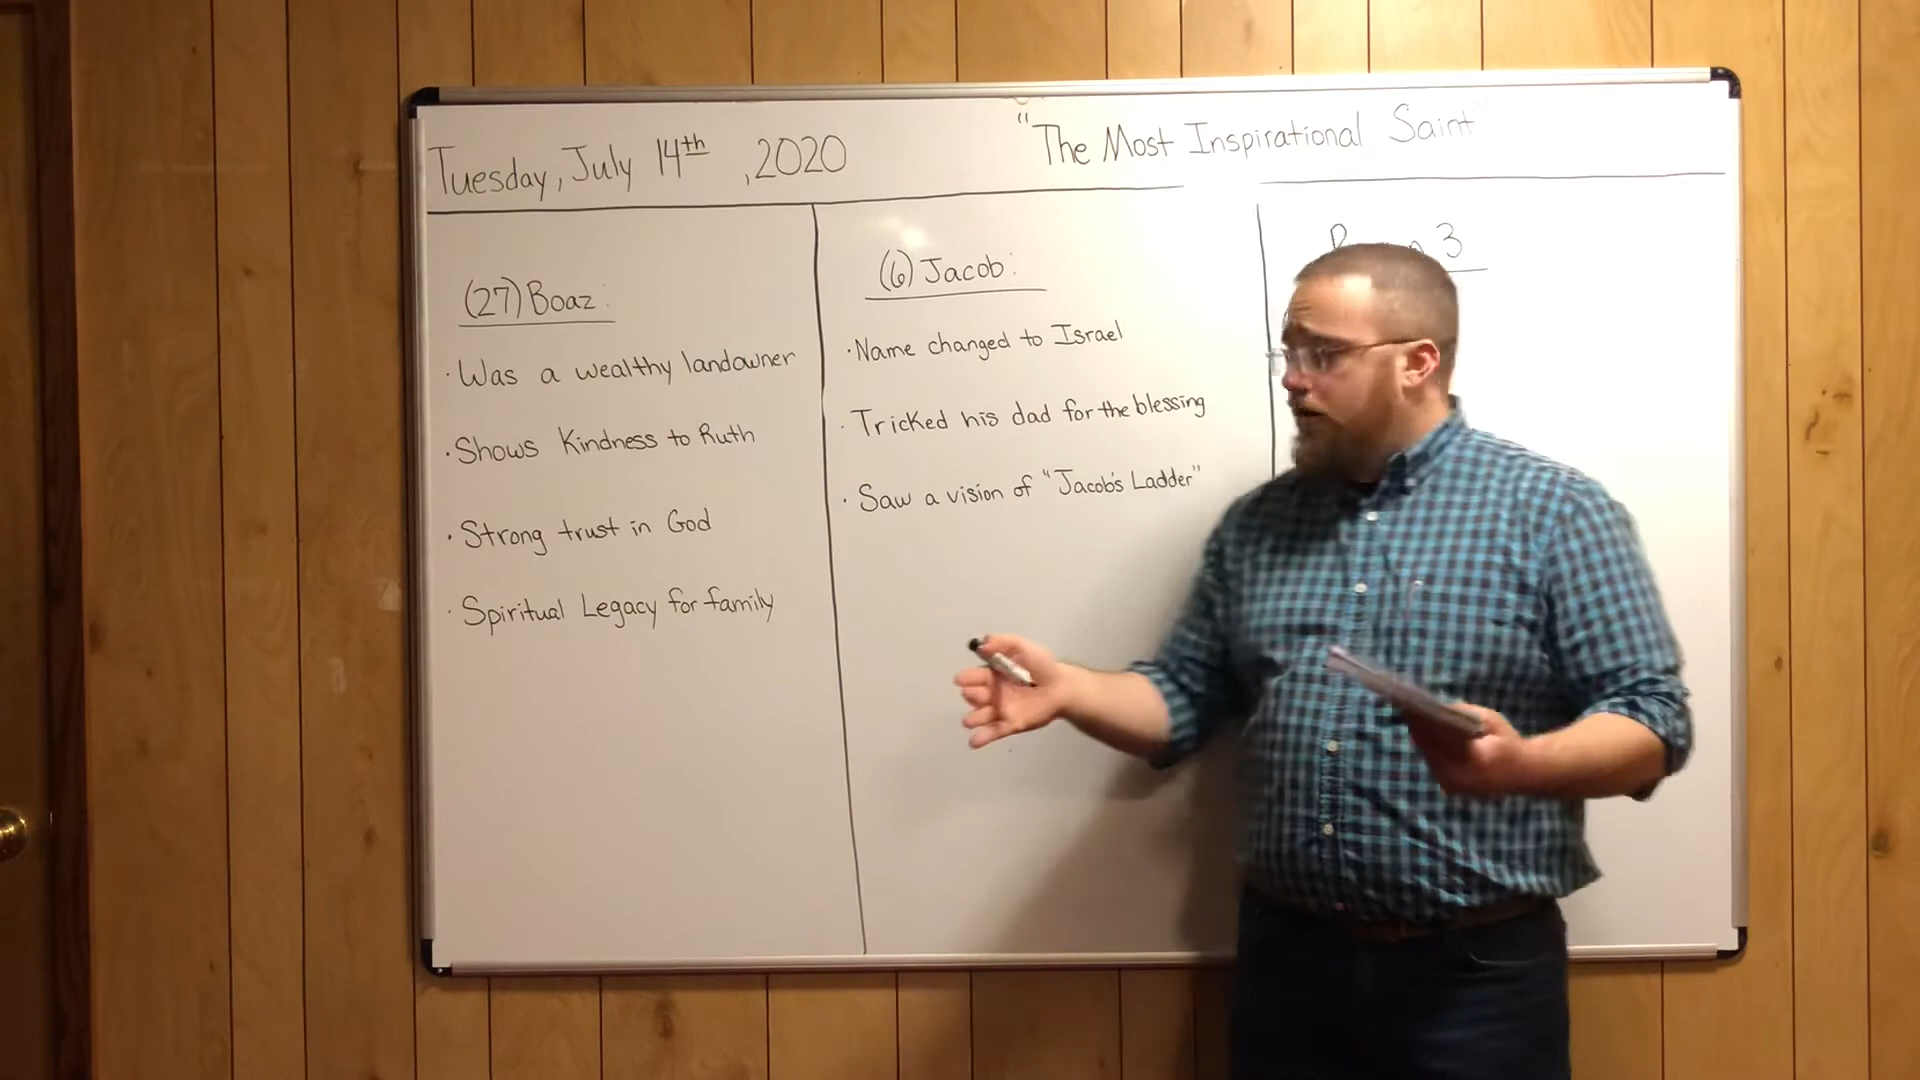 Tuesday, July 14th, 2020
"The Most Inspirational Saint"
(27) Boaz:
· Was a wealthy landowner
· Shows Kindness to Ruth
· Strong trust in God
· Spiritual Legacy for family
(6) Jacob:
· Name changed to Israel
· Tricked his dad for the blessing
· Saw a vision of "Jacob's Ladder"
3